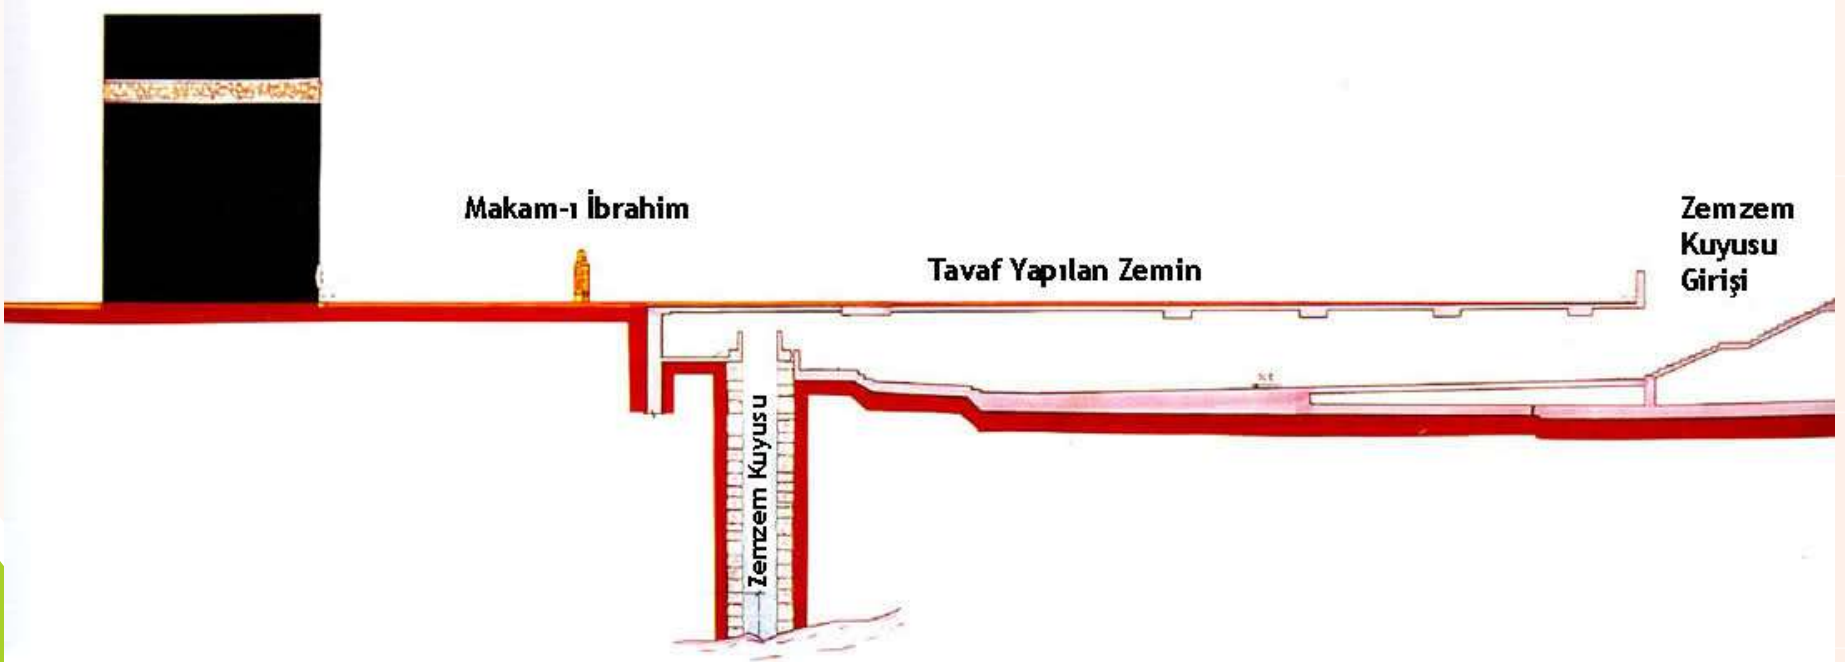 Makam-ı İbrahim
Tavaf Yapılan Zemin
Zemzem
Kuyusu
Girişi
Zemzem Kuyusu